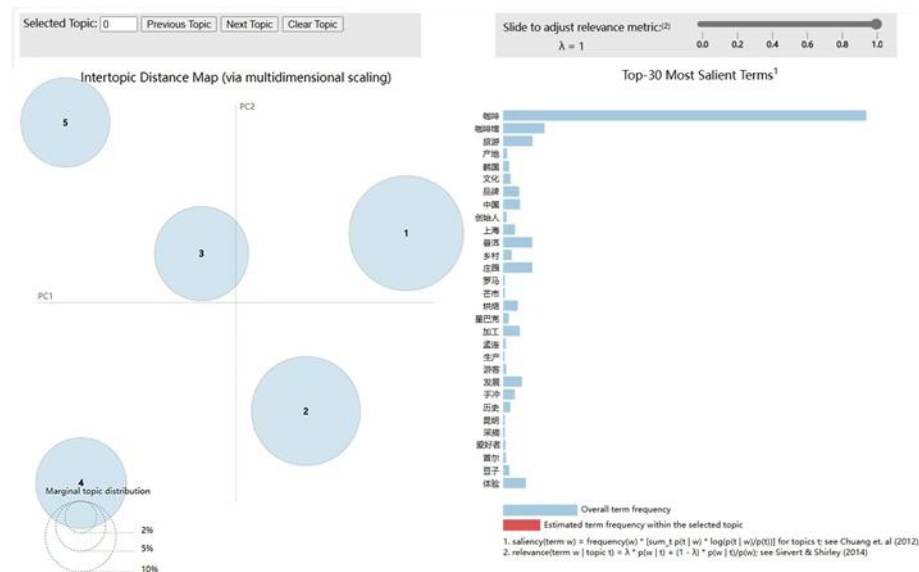 Selected Topic: 0 Previous Topic Next Topic Clear Topic
Slide to adjust relevance metric:(2)
λ = 1
0.0 0.2 0.4 0.6 0.8 1.0
Intertopic Distance Map (via multidimensional scaling)
PC2
PC1
5
3
1
2
4
Marginal topic distribution
2%
5%
10%
Top-30 Most Salient Terms1
咖啡
咖啡馆
旅游
产地
韩国
文化
品牌
中国
创始人
上海
普洱
乡村
庄园
罗马
芒市
烘焙
星巴克
加工
孟连
生产
游客
发展
手冲
历史
昆明
采摘
爱好者
首尔
豆子
体验
Overall term frequency
Estimated term frequency within the selected topic
1. saliency(term w) = frequency(w) * [sum_t p(t | w) * log(p(t | w)/p(t))] for topics t; see Chuang et. al (2012)
2. relevance(term w | topic t) = λ * p(w | t) + (1 - λ) * p(w | t)/p(w); see Sievert & Shirley (2014)